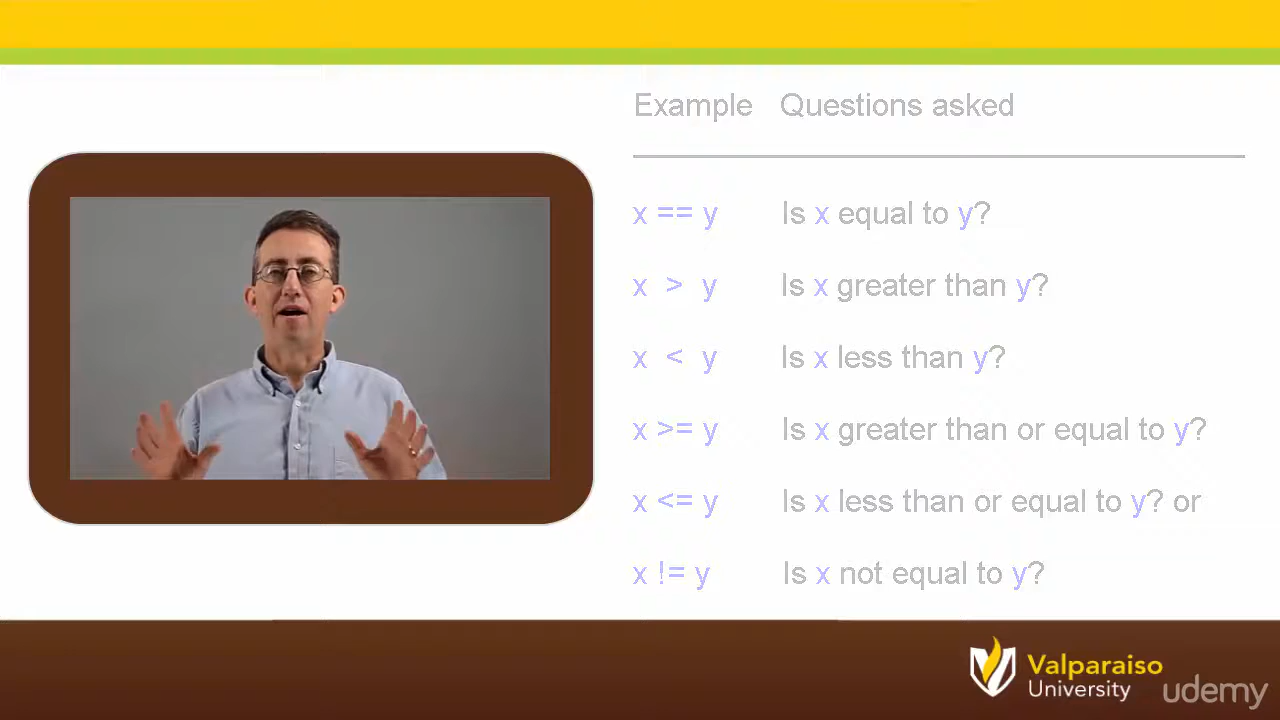 Example Questions asked
x == y Is x equal to y?
x > y Is x greater than y?
x < y Is x less than y?
x >= y Is x greater than or equal to y?
x <= y Is x less than or equal to y? or
x != y Is x not equal to y?
Valparaiso
University
udemy